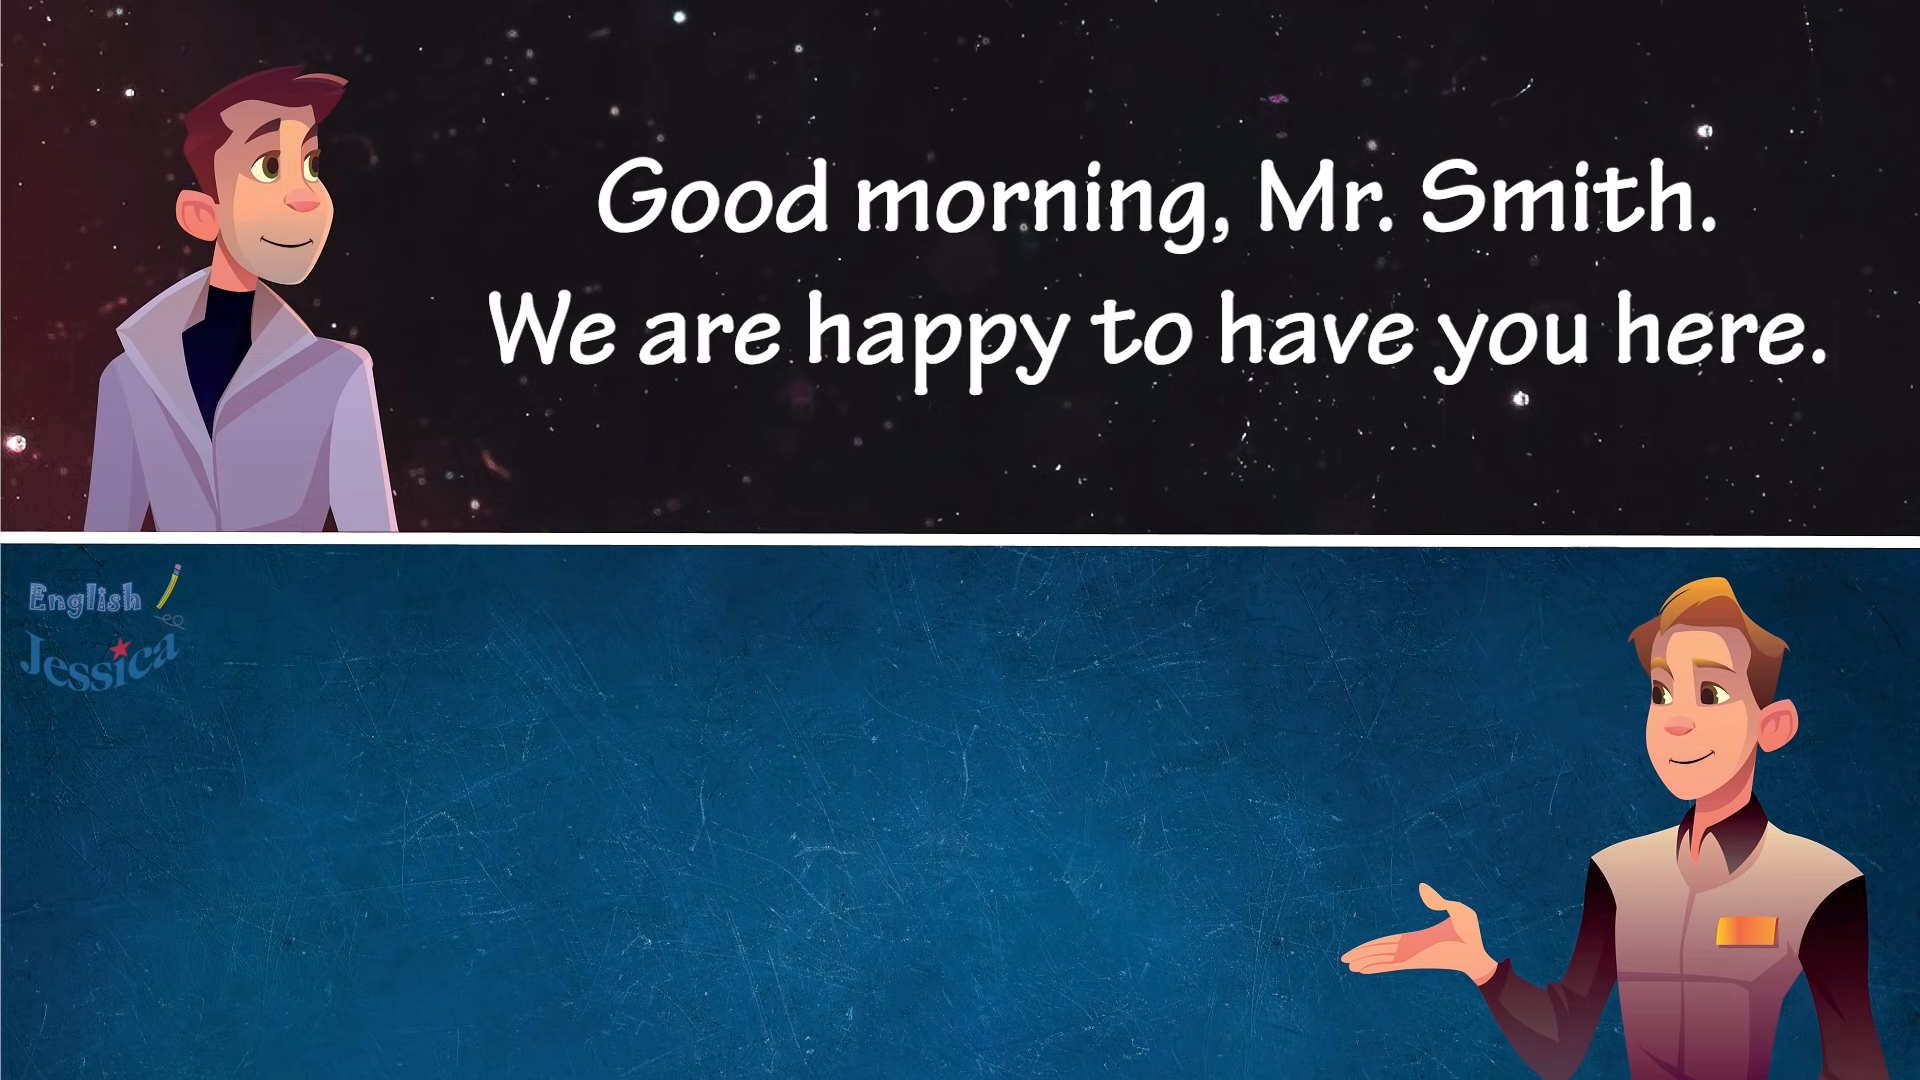 Good morning, Mr. Smith.
We are happy to have you here.
English
Jessica